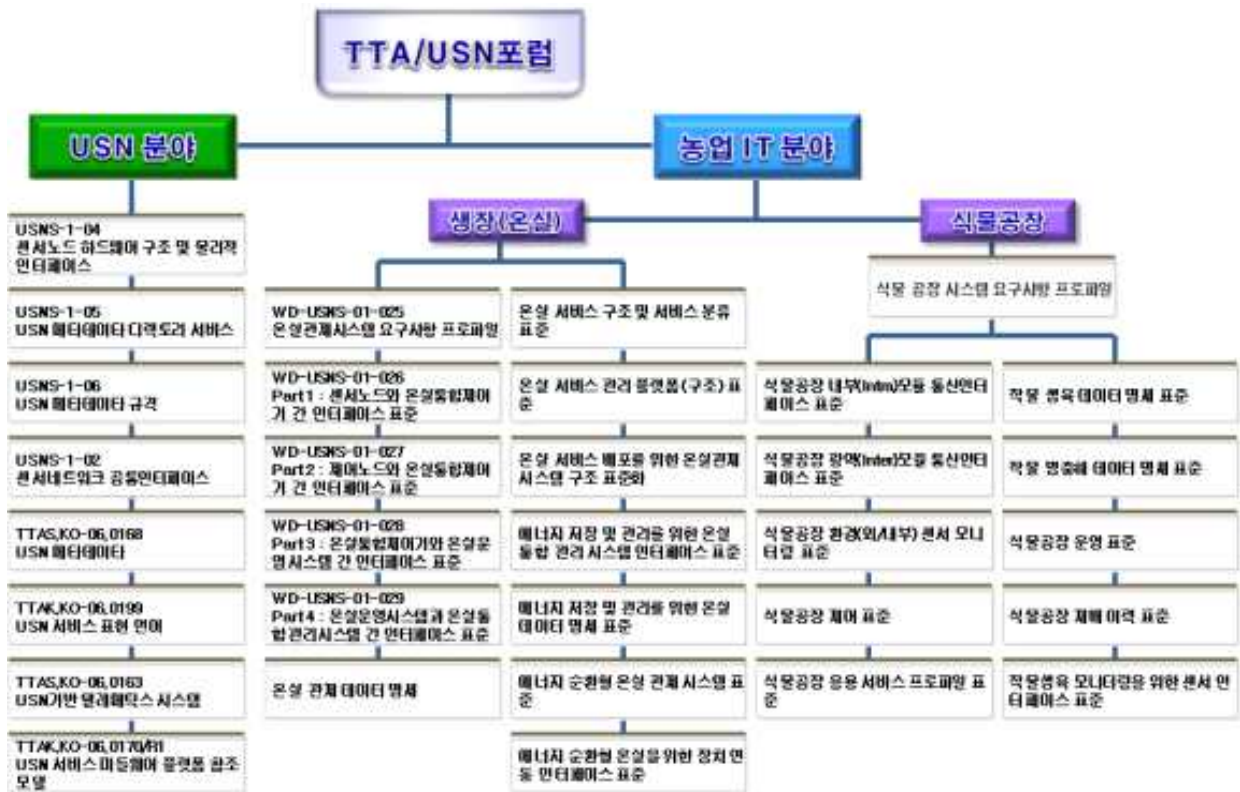 TTA/USN포럼
USN 분야
농업 IT 분야
생장(온실)
식물공장
USNS-1-04
센서노드 하드웨어 구조 및 물리적
인터페이스
USNS-1-05
USN 메타데이타 디렉토리 서비스
USNS-1-06
USN 메타데이타 규격
USNS-1-02
센서네트워크 공통인터페이스
TTAS.KO-06.0168
USN 메타데이타
TTAK.KO-06.0199
USN 서비스 표현 언어
TTAS.KO-06.0163
USN기반 텔레메틱스 시스템
TTAK.KO-06.0170/R1
USN 서비스 미들웨어 플랫폼 참조
모델
WD-USNS-01-025
온실관제시스템 요구사항 프로파일
WD-USNS-01-026
Part1 : 센서노드와 온실통합제어
기 간 인터페이스 표준
WD-USNS-01-027
Part2 : 제어노드와 온실통합제어
기 간 인터페이스 표준
WD-USNS-01-028
Part3 : 온실통합제어기와 온실운
영시스템 간 인터페이스 표준
WD-USNS-01-029
Part4 : 온실운영시스템과 온실통
합관리시스템 간 인터페이스 표준
온실 관제 데이터 명세
온실 서비스 구조 및 서비스 분류
표준
온실 서비스 관리 플랫폼(구조) 표
준
온실 서비스 배포를 위한 온실관제
시스템 구조 표준화
에너지 저장 및 관리를 위한 온실
통합 관리 시스템 인터페이스 표준
에너지 저장 및 관리를 위한 온실
데이터 명세 표준
에너지 순환형 온실 관제 시스템 표
준
에너지 순환형 온실을 위한 장치 연
동 인터페이스 표준
식물 공장 시스템 요구사항 프로파일
식물공장 내부(Intra)모듈 통신인터
페이스 표준
식물공장 광역(Inter)모듈 통신인터
페이스 표준
식물공장 환경(외/내부) 센서 모니
터링 표준
식물공장 제어 표준
식물공장 응용 서비스 프로파일 표
준
작물 생육 데이터 명세 표준
작물 병충해 데이터 명세 표준
식물공장 운영 표준
식물공장 재배 이력 표준
작물생육 모니터링을 위한 센서 인
터페이스 표준